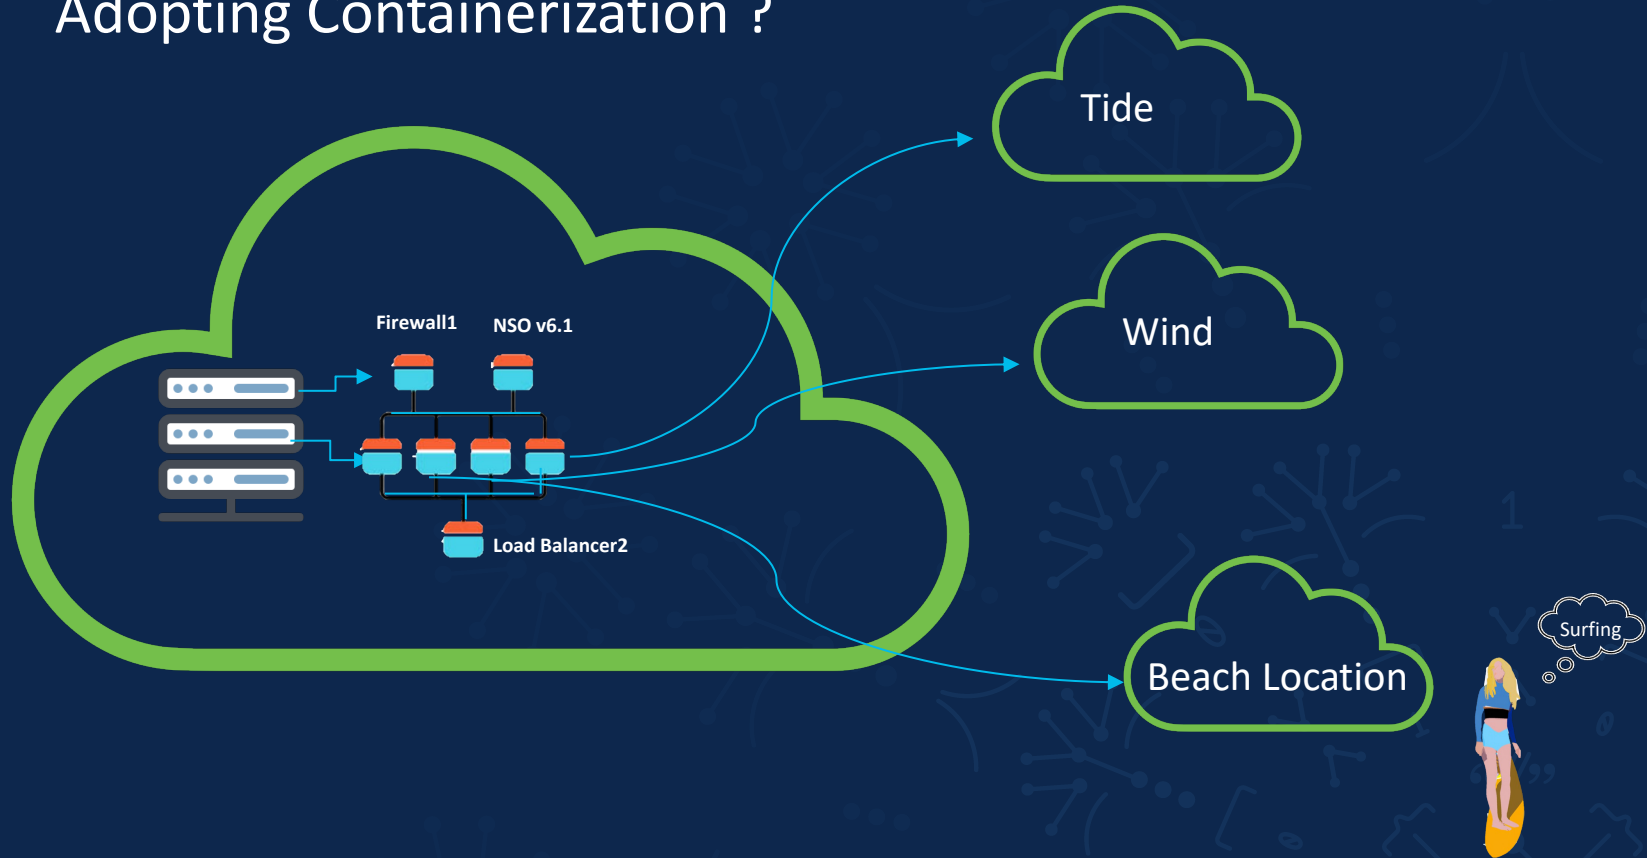 Adopting Containerization ?
Tide
Wind
Firewall1
NSO v6.1
Load Balancer2
Beach Location
Surfing